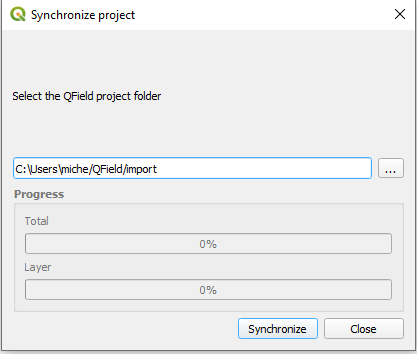 Synchronize project
Select the QField project folder
C:\Users\miche/QField/import
...
Progress
Total
0%
Layer
0%
Synchronize
Close